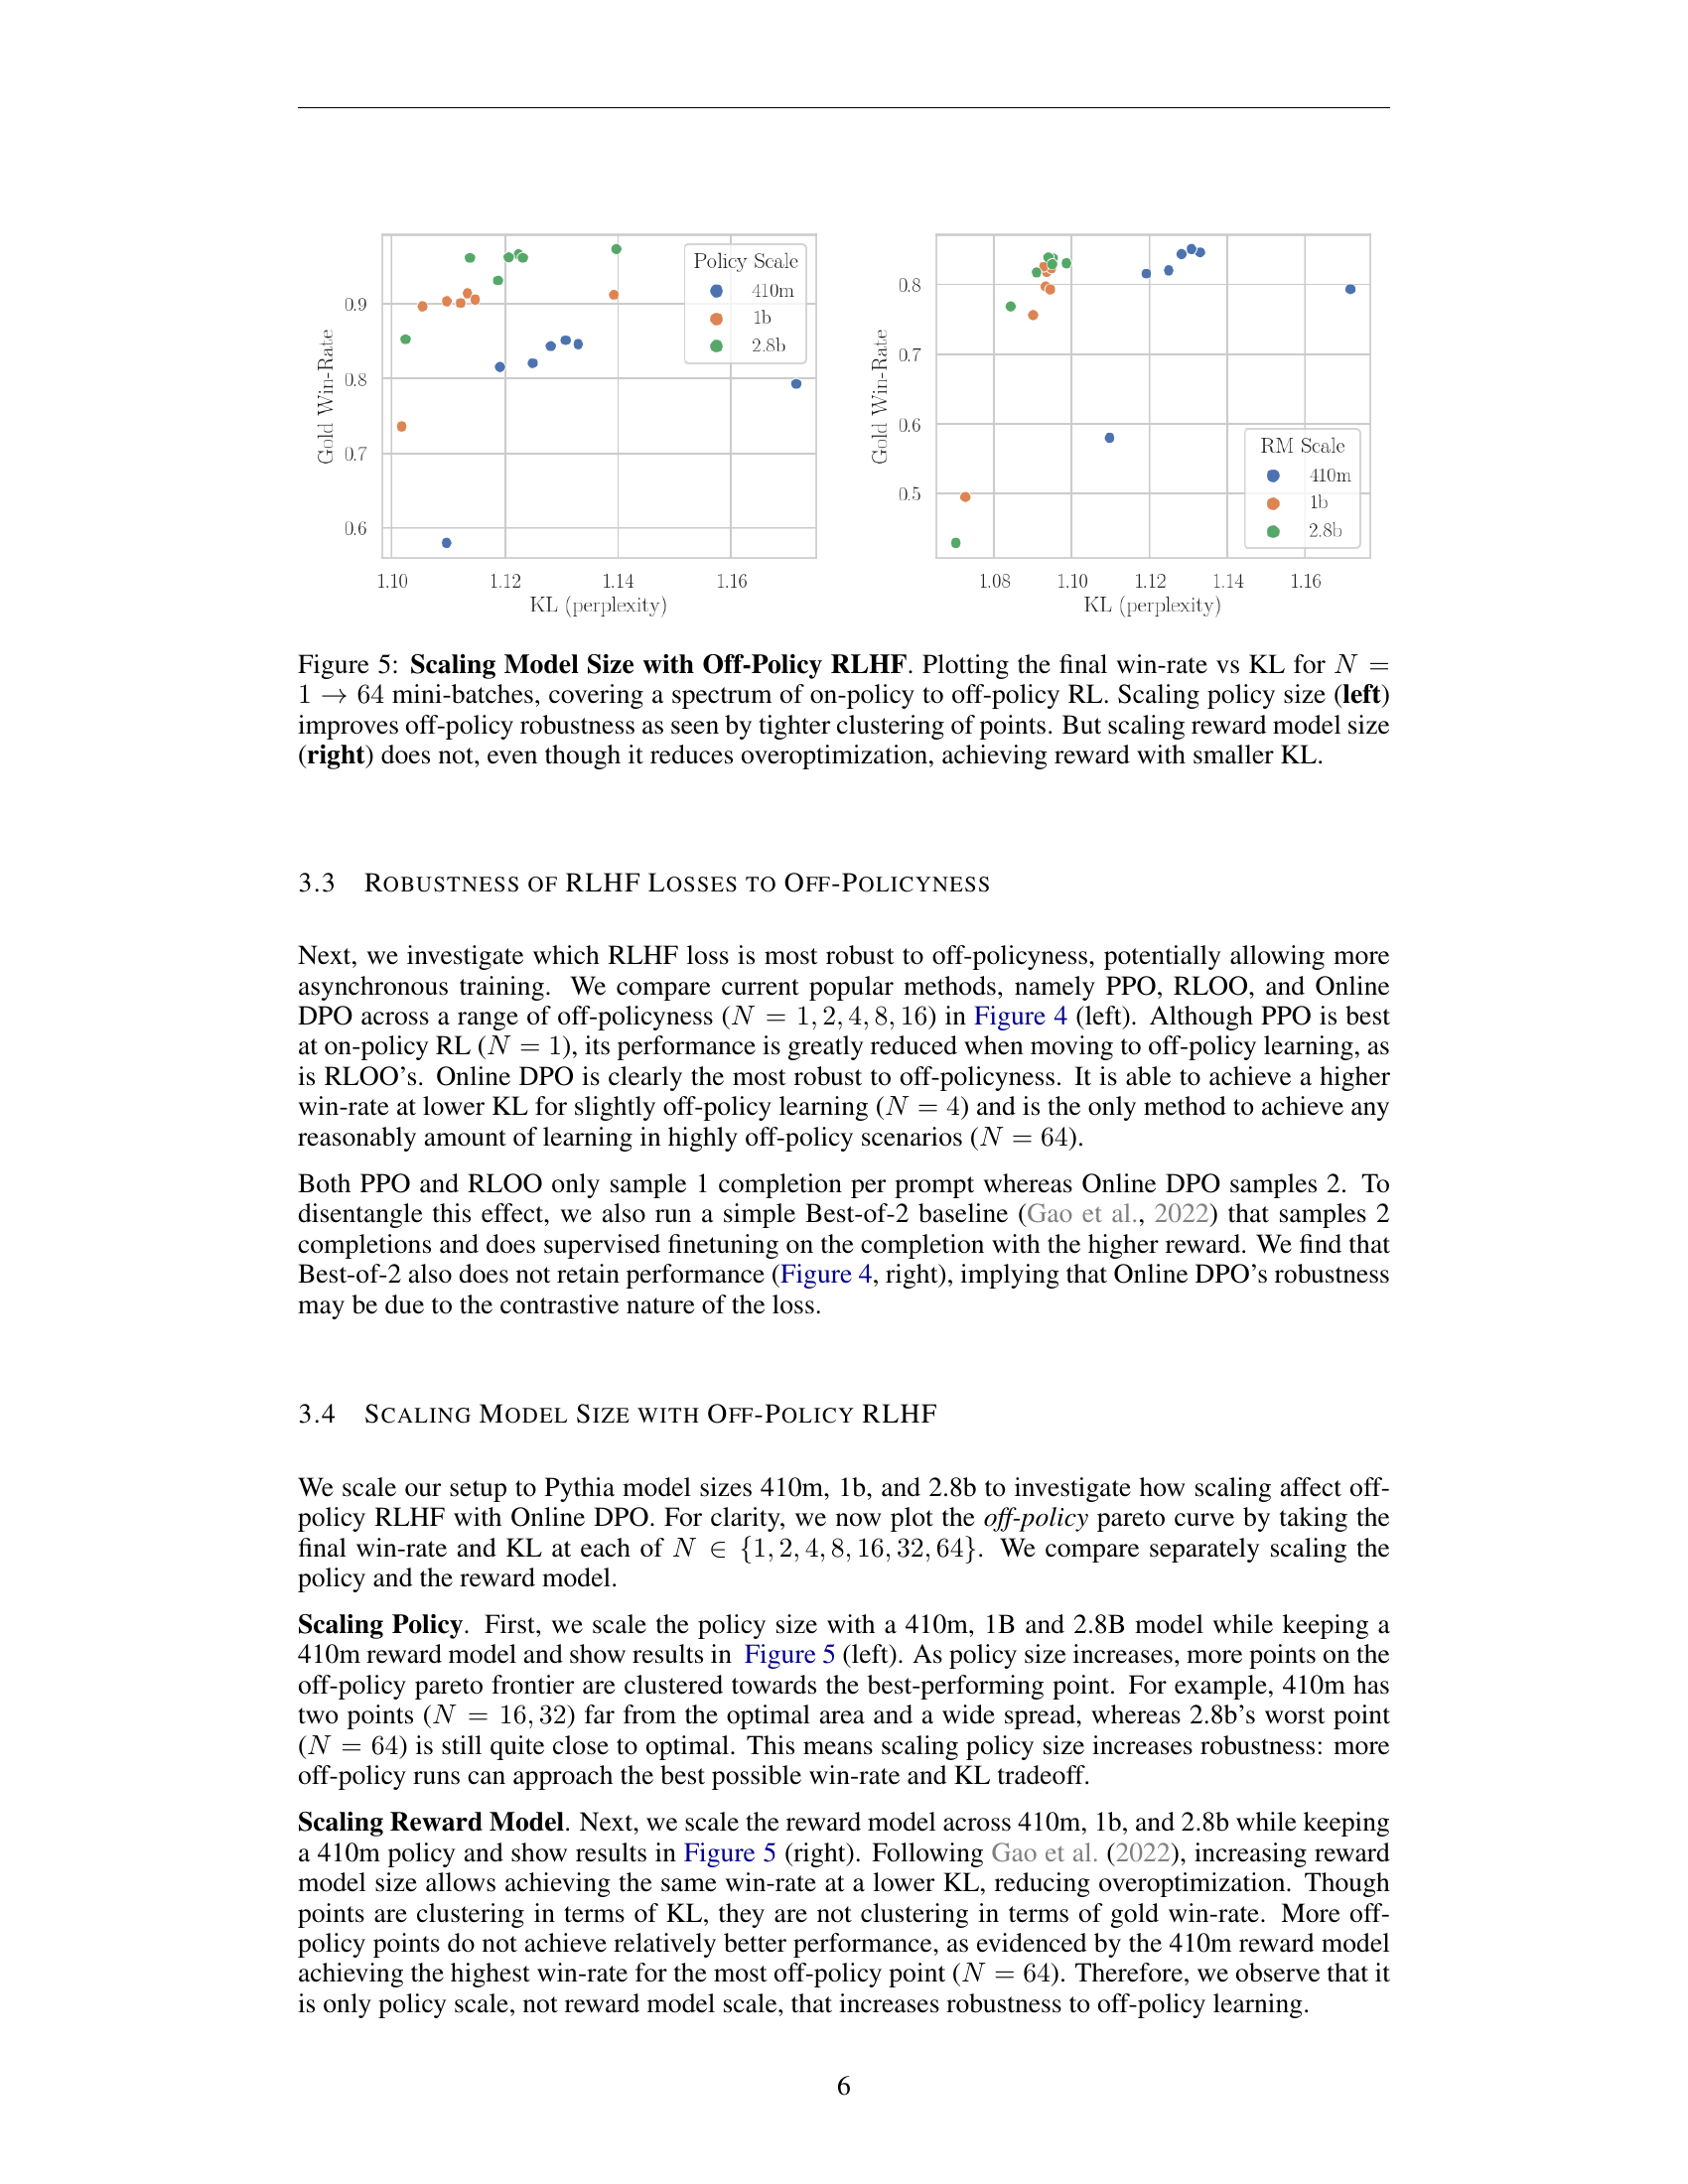 Policy Scale
410m
1b
2.8b
0.9
0.8
0.7
0.6
Gold Win-Rate
1.10 1.12 1.14 1.16
KL (perplexity)
0.8
0.7
0.6
0.5
Gold Win-Rate
RM Scale
410m
1b
2.8b
1.08 1.10 1.12 1.14 1.16
KL (perplexity)
Figure 5: Scaling Model Size with Off-Policy RLHF. Plotting the final win-rate vs KL for N =
1 → 64 mini-batches, covering a spectrum of on-policy to off-policy RL. Scaling policy size (left)
improves off-policy robustness as seen by tighter clustering of points. But scaling reward model size
(right) does not, even though it reduces overoptimization, achieving reward with smaller KL.
3.3 ROBUSTNESS OF RLHF LOSSES TO OFF-POLICYNESS
Next, we investigate which RLHF loss is most robust to off-policyness, potentially allowing more
asynchronous training. We compare current popular methods, namely PPO, RLOO, and Online
DPO across a range of off-policyness (N = 1, 2, 4, 8, 16) in Figure 4 (left). Although PPO is best
at on-policy RL (N = 1), its performance is greatly reduced when moving to off-policy learning, as
is RLOO's. Online DPO is clearly the most robust to off-policyness. It is able to achieve a higher
win-rate at lower KL for slightly off-policy learning (N = 4) and is the only method to achieve any
reasonably amount of learning in highly off-policy scenarios (N = 64).
Both PPO and RLOO only sample 1 completion per prompt whereas Online DPO samples 2. To
disentangle this effect, we also run a simple Best-of-2 baseline (Gao et al., 2022) that samples 2
completions and does supervised finetuning on the completion with the higher reward. We find that
Best-of-2 also does not retain performance (Figure 4, right), implying that Online DPO's robustness
may be due to the contrastive nature of the loss.
3.4 SCALING MODEL SIZE WITH OFF-POLICY RLHF
We scale our setup to Pythia model sizes 410m, 1b, and 2.8b to investigate how scaling affect off-
policy RLHF with Online DPO. For clarity, we now plot the off-policy pareto curve by taking the
final win-rate and KL at each of N ∈ {1, 2, 4, 8, 16, 32, 64}. We compare separately scaling the
policy and the reward model.
Scaling Policy. First, we scale the policy size with a 410m, 1B and 2.8B model while keeping a
410m reward model and show results in Figure 5 (left). As policy size increases, more points on the
off-policy pareto frontier are clustered towards the best-performing point. For example, 410m has
two points (N = 16, 32) far from the optimal area and a wide spread, whereas 2.8b's worst point
(N = 64) is still quite close to optimal. This means scaling policy size increases robustness: more
off-policy runs can approach the best possible win-rate and KL tradeoff.
Scaling Reward Model. Next, we scale the reward model across 410m, 1b, and 2.8b while keeping
a 410m policy and show results in Figure 5 (right). Following Gao et al. (2022), increasing reward
model size allows achieving the same win-rate at a lower KL, reducing overoptimization. Though
points are clustering in terms of KL, they are not clustering in terms of gold win-rate. More off-
policy points do not achieve relatively better performance, as evidenced by the 410m reward model
achieving the highest win-rate for the most off-policy point (N = 64). Therefore, we observe that it
is only policy scale, not reward model scale, that increases robustness to off-policy learning.
6